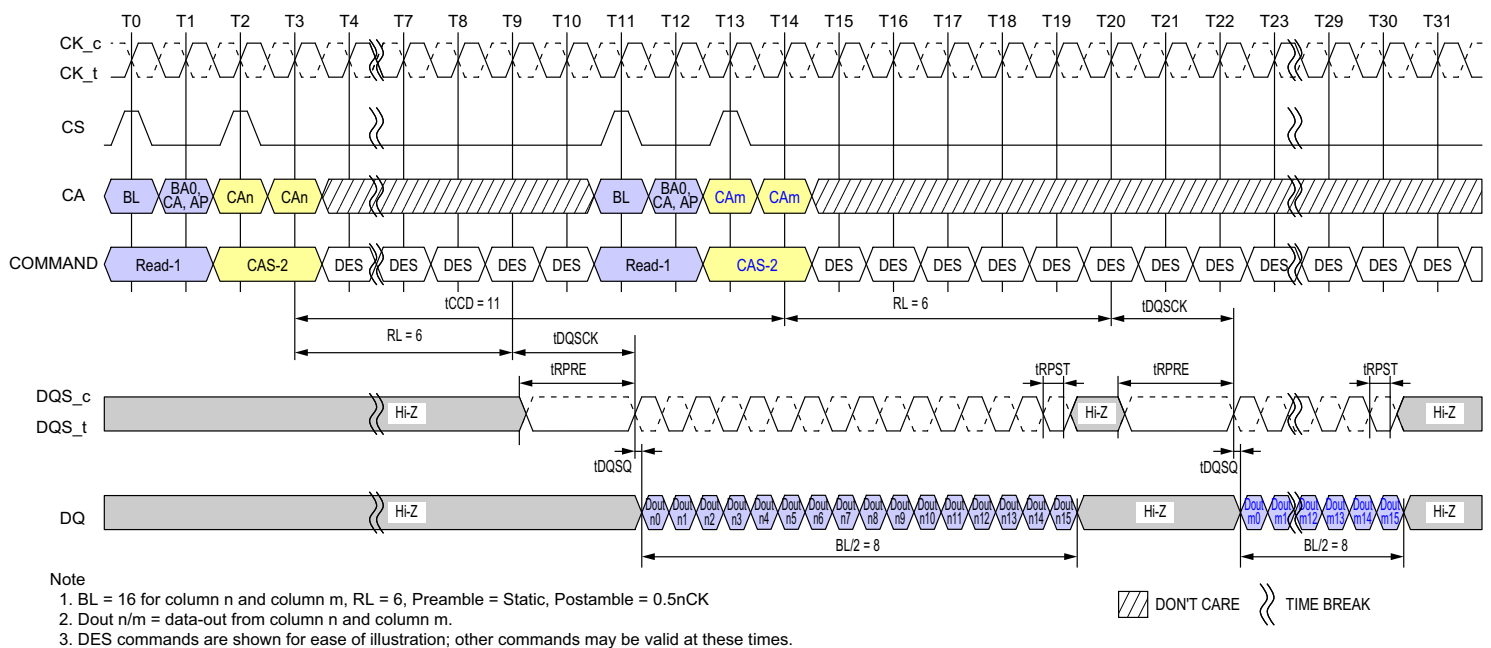 T0 T1 T2 T3 T4 T7 T8 T9 T10 T11 T12 T13 T14 T15 T16 T17 T18 T19 T20 T21 T22 T23 T29 T30 T31
CK_c
CK_t
CS
CA BL BA0, CA, AP CAn CAn BL BA0, CA, AP CAm CAm
COMMAND Read-1 CAS-2 DES DES DES DES DES Read-1 CAS-2 DES DES DES DES DES DES DES DES DES DES DES DES
tCCD = 11 RL = 6 tDQSCK
RL = 6 tDQSCK
tRPRE tRPST tRPRE tRPST
DQS_c
DQS_t
Hi-Z Hi-Z Hi-Z
tDQSQ tDQSQ
DQ Hi-Z Dout n0 Dout n1 Dout n2 Dout n3 Dout n4 Dout n5 Dout n6 Dout n7 Dout n8 Dout n9 Dout n10 Dout n11 Dout n12 Dout n13 Dout n14 Dout n15 Hi-Z Dout m0 Dout m1 Dout m12 Dout m13 Dout m14 Dout m15 Hi-Z
BL/2 = 8 BL/2 = 8
Note
1. BL = 16 for column n and column m, RL = 6, Preamble = Static, Postamble = 0.5nCK
2. Dout n/m = data-out from column n and column m.
3. DES commands are shown for ease of illustration; other commands may be valid at these times.
DON'T CARE TIME BREAK